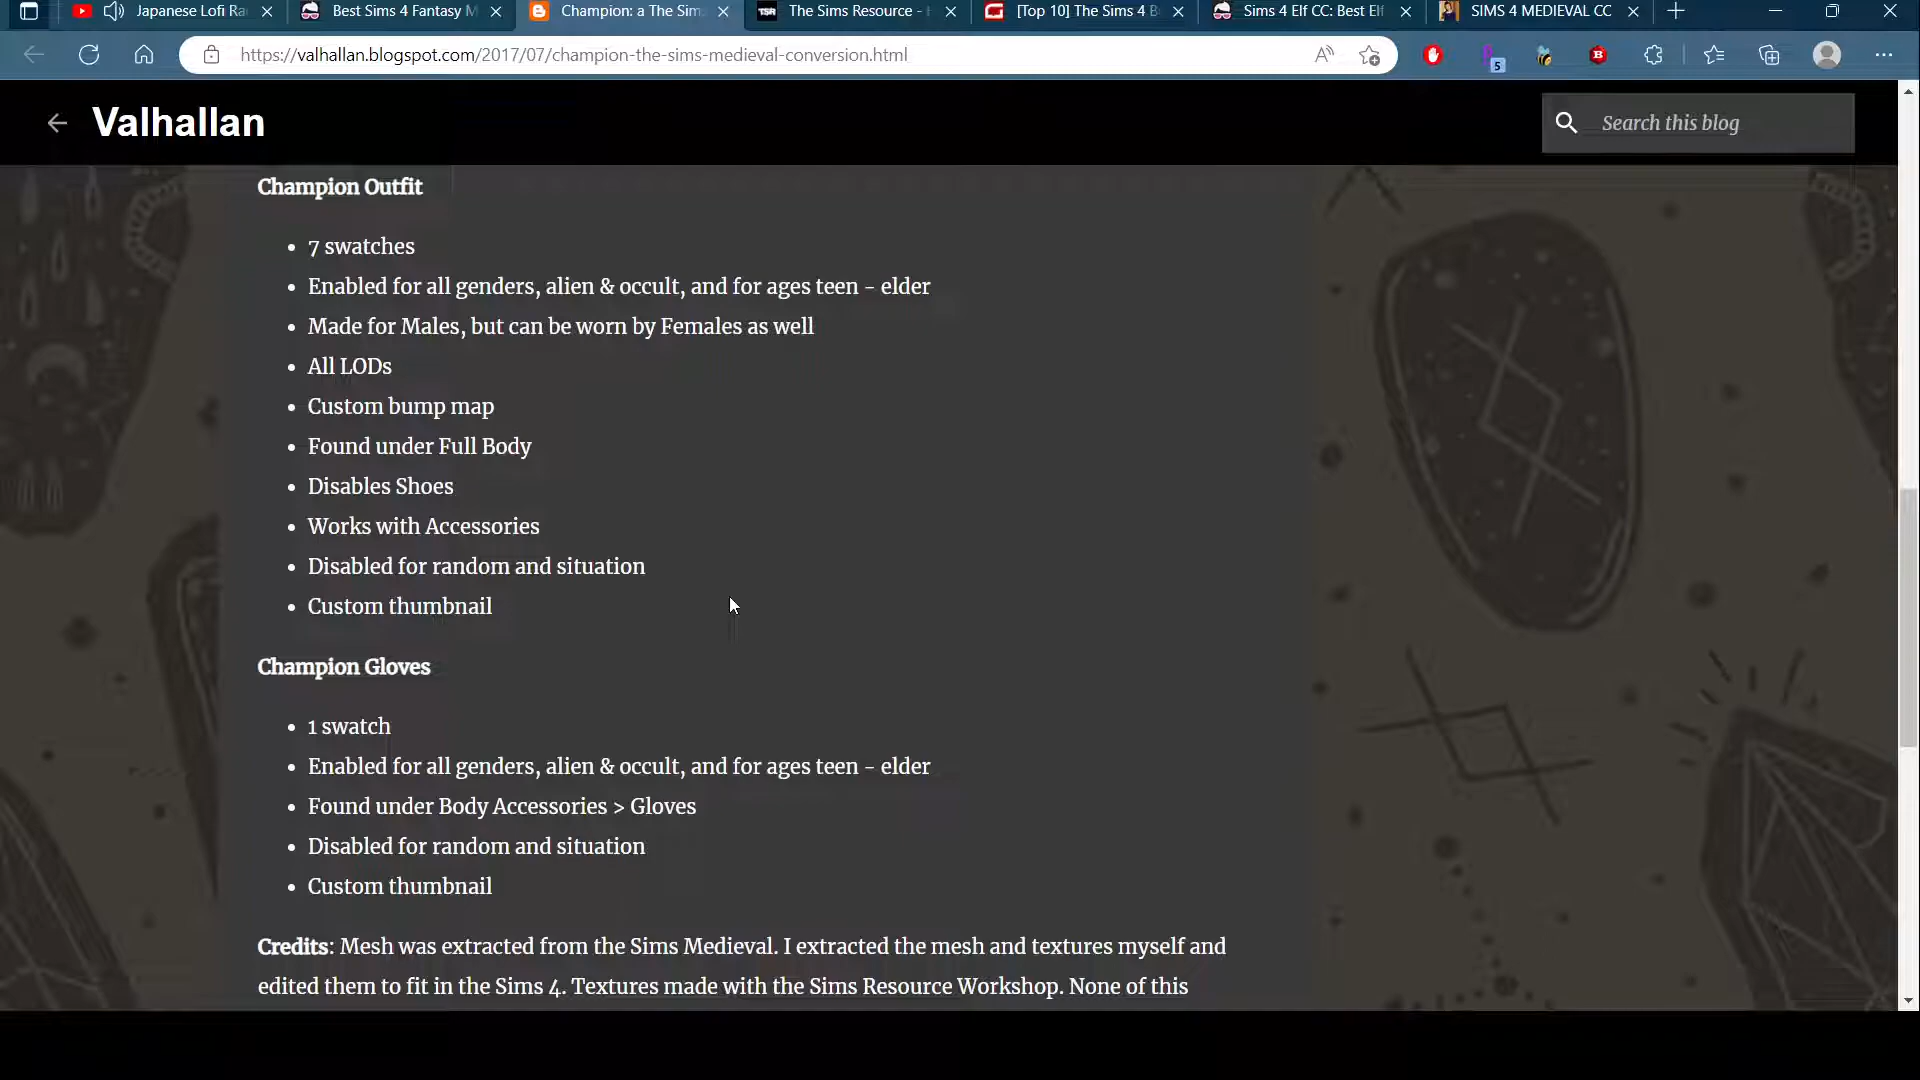 Japanese Lofi Ra
Best Sims 4 Fantasy M
Champion: a The Sim
TSR
The Sims Resource -
[Top 10] The Sims 4 B
Sims 4 Elf CC: Best Elf
SIMS 4 MEDIEVAL CC
https://valhallan.blogspot.com/2017/07/champion-the-sims-medieval-conversion.html
5
Valhallan
Search this blog
Champion Outfit
• 7 swatches
• Enabled for all genders, alien & occult, and for ages teen - elder
• Made for Males, but can be worn by Females as well
• All LODs
• Custom bump map
• Found under Full Body
• Disables Shoes
• Works with Accessories
• Disabled for random and situation
• Custom thumbnail
Champion Gloves
• 1 swatch
• Enabled for all genders, alien & occult, and for ages teen - elder
• Found under Body Accessories > Gloves
• Disabled for random and situation
• Custom thumbnail
Credits: Mesh was extracted from the Sims Medieval. I extracted the mesh and textures myself and
edited them to fit in the Sims 4. Textures made with the Sims Resource Workshop. None of this